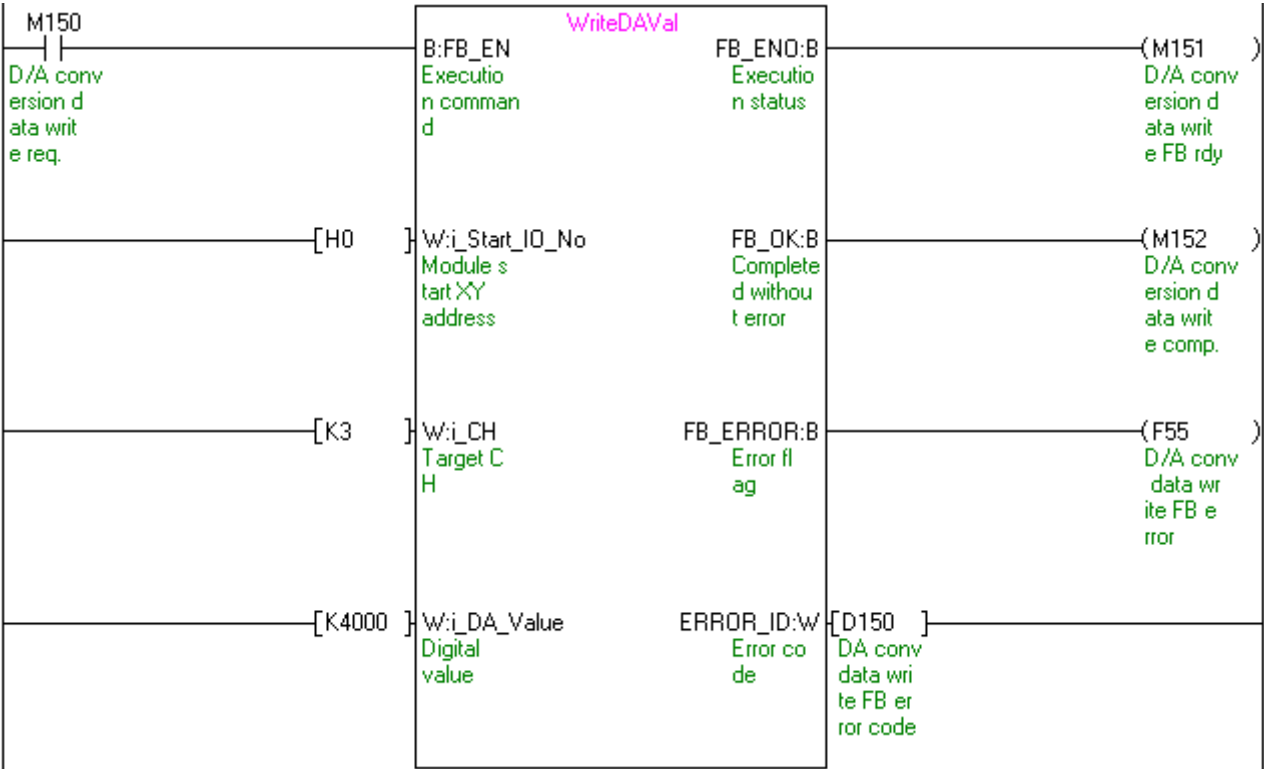 M150
WriteDAVal
B:FB_EN
FB_ENO:B
(M151 )
D/A conv
ersion d
ata writ
e req.
Executio
n comman
d
Executio
n status
D/A conv
ersion d
ata writ
e FB rdy
[H0 ]
W:i_Start_IO_No
FB_OK:B
(M152 )
Module s
tart XY
address
Complete
d withou
t error
D/A conv
ersion d
ata writ
e comp.
[K3 ]
W:i_CH
FB_ERROR:B
(F55 )
Target C
H
Error fl
ag
D/A conv
data wr
ite FB e
rror
[K4000 ]
W:i_DA_Value
ERROR_ID:W
[D150 ]
Digital
value
Error co
de
DA conv
data wri
te FB er
ror code